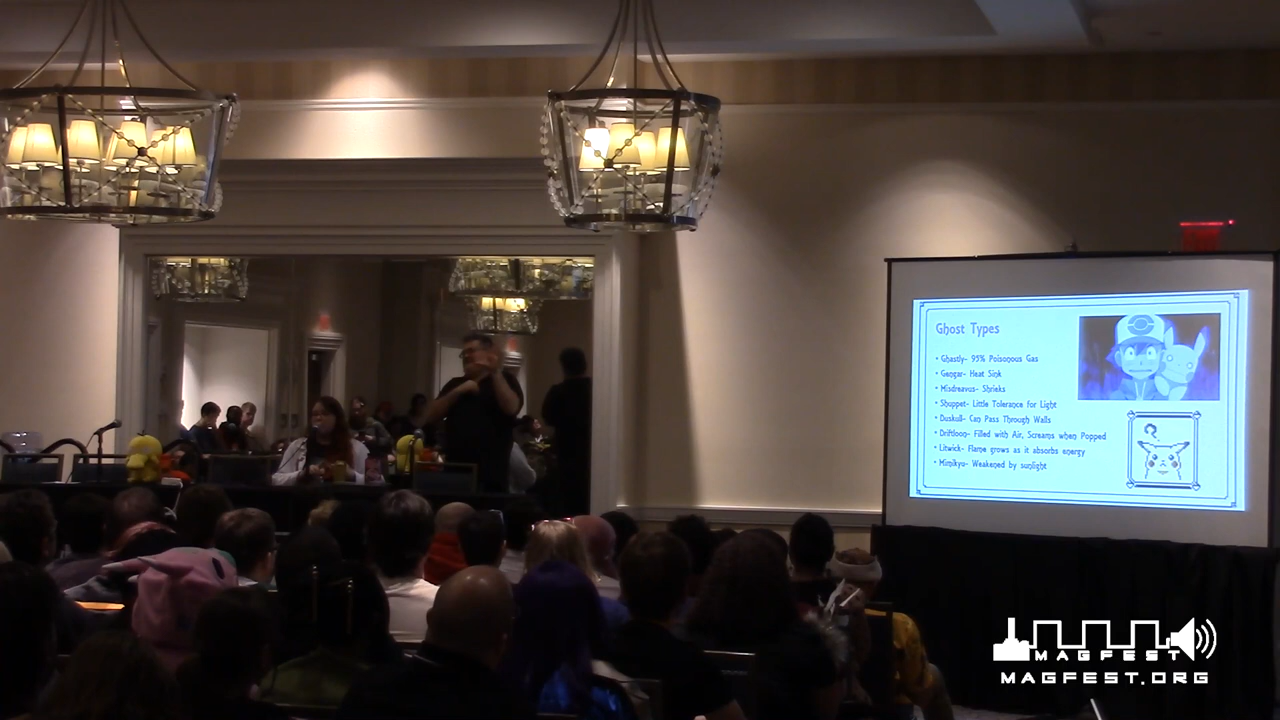 Ghost Types
• Ghastly- 95% Poisonous Gas
• Gengar- Heat Sink
• Misdreavus- Shrieks
• Shuppet- Little Tolerance for Light
• Duskull- Can Pass Through Walls
• Driftloon- Filled with Air, Screams when Popped
• Litwick- Flame grows as it absorbs energy
• Mimikyu- Weakened by sunlight
MAGFEST
MAGFEST.ORG